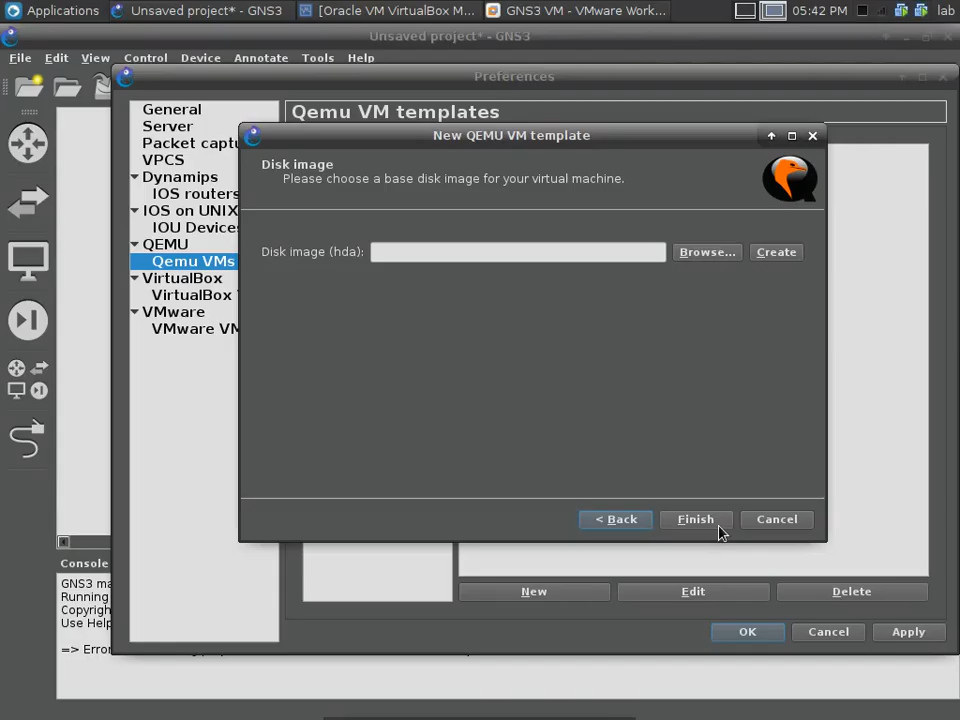 Applications
Unsaved project* - GNS3
[Oracle VM VirtualBox M...
GNS3 VM - VMware Work...
05:42 PM
lab
Unsaved project* - GNS3
File Edit View Control Device Annotate Tools Help
Preferences
General
Server
Packet captu
VPCS
Dynamips
IOS routers
IOS on UNIX
IOU Devices
QEMU
Qemu VMs
VirtualBox
VirtualBox
VMware
VMware VM
Qemu VM templates
New QEMU VM template
Disk image
Please choose a base disk image for your virtual machine.
Disk image (hda):
Browse...
Create
< Back
Finish
Cancel
New
Edit
Delete
OK
Cancel
Apply
Console
GNS3 ma
Running
Copyrigh
Use Help
=> Error